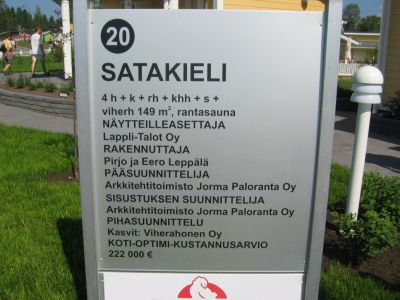 20
SATAKIELI
4 h + k + rh + khh + s +
viherh 149 m², rantasauna
NÄYTTEILLEASETTAJA
Lappli-Talot Oy
RAKENNUTTAJA
Pirjo ja Eero Leppälä
PÄÄSUUNNITTELIJA
Arkkitehtitoimisto Jorma Paloranta Oy
SISUSTUKSEN SUUNNITTELIJA
Arkkitehtitoimisto Jorma Paloranta Oy
PIHASUUNNITTELU
Kasvit: Viherahonen Oy
KOTI-OPTIMI-KUSTANNUSARVIO
222 000 €